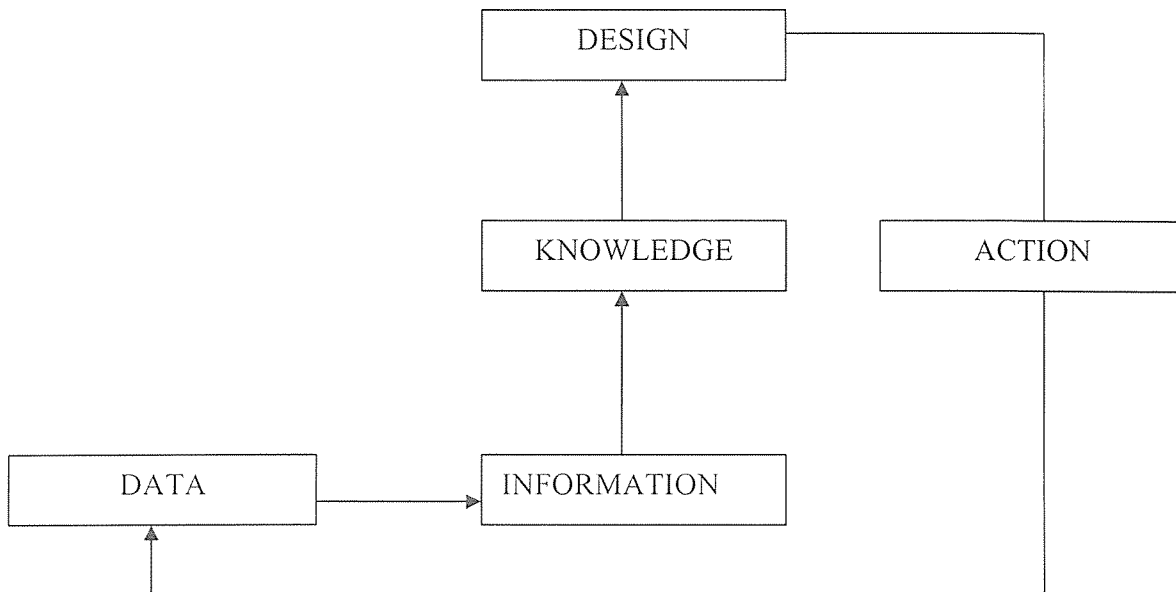 DESIGN
KNOWLEDGE
ACTION
DATA
INFORMATION